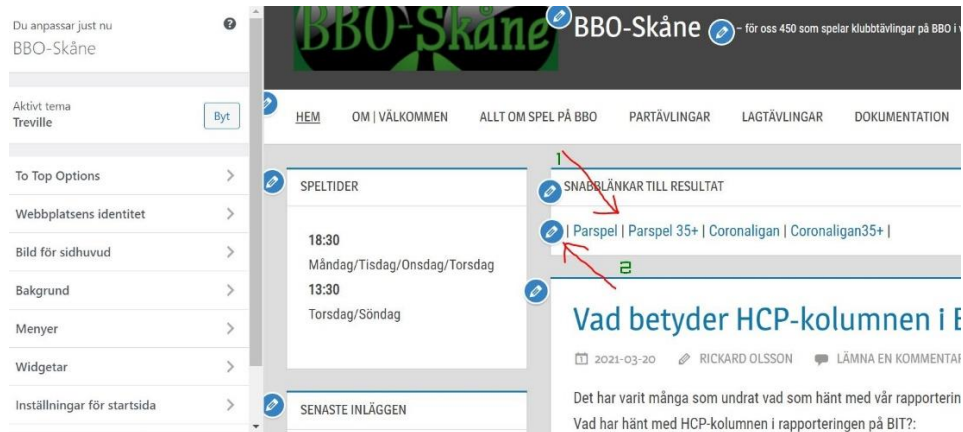 Du anpassar just nu
BBO-Skåne
Aktivt tema
Treville
Byt
To Top Options
Webbplatsens identitet
Bild för sidhuvud
Bakgrund
Menyer
Widgetar
Inställningar för startsida
BBO-Skåne
BBO-Skåne – för oss 450 som spelar klubbtävlingar på BBO i
HEM OM | VÄLKOMMEN ALLT OM SPEL PÅ BBO PARTÄVLINGAR LAGTÄVLINGAR DOKUMENTATION
SPELTIDER
18:30
Måndag/Tisdag/Onsdag/Torsdag
13:30
Torsdag/Söndag
SENASTE INLÄGGEN
1
SNABBLÄNKAR TILL RESULTAT
| Parspel | Parspel 35+ | Coronaligan | Coronaligan35+ |
2
Vad betyder HCP-kolumnen i
2021-03-20 RICKARD OLSSON LÄMNA EN KOMMENTAR
Det har varit många som undrat vad som hänt med vår rapporterin
Vad har hänt med HCP-kolumnen i rapporteringen på BIT?: